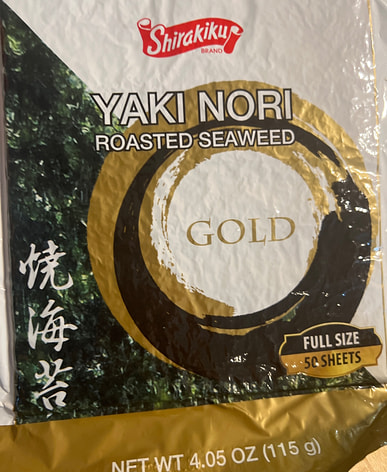 Shirakiku
BRAND
YAKI NORI
ROASTED SEAWEED
GOLD
焼海苔
FULL SIZE
50 SHEETS
NET WT 4.05 OZ (115 g)